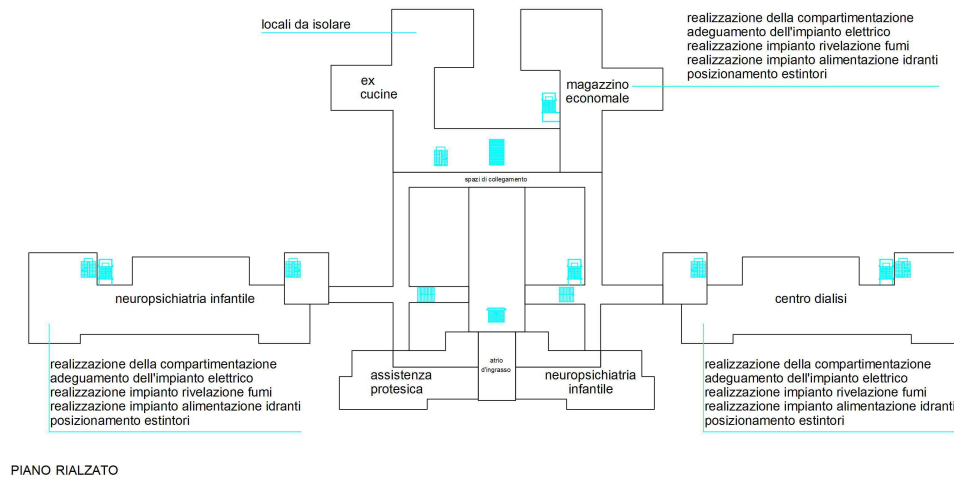 locali da isolare
realizzazione della compartimentazione
adeguamento dell'impianto elettrico
realizzazione impianto rivelazione fumi
realizzazione impianto alimentazione idranti
posizionamento estintori
ex
cucine
magazzino
economale
spazi di collegamento
neuropsichiatria infantile
centro dialisi
atrio
d'ingrasso
assistenza
protesica
neuropsichiatria
infantile
realizzazione della compartimentazione
adeguamento dell'impianto elettrico
realizzazione impianto rivelazione fumi
realizzazione impianto alimentazione idranti
posizionamento estintori
realizzazione della compartimentazione
adeguamento dell'impianto elettrico
realizzazione impianto rivelazione fumi
realizzazione impianto alimentazione idranti
posizionamento estintori
PIANO RIALZATO